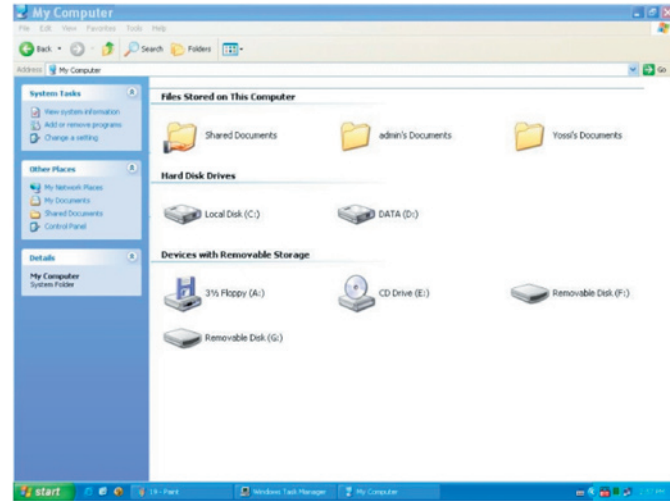 My Computer
File Edit View Favorites Tools Help
Back Search Folders
Address My Computer Go
System Tasks
View system information
Add or remove programs
Change a setting
Other Places
My Network Places
My Documents
Shared Documents
Control Panel
Details
My Computer
System Folder
Files Stored on This Computer
Shared Documents admin's Documents Yossi's Documents
Hard Disk Drives
Local Disk (C:) DATA (D:)
Devices with Removable Storage
3½ Floppy (A:) CD Drive (E:) Removable Disk (F:)
Removable Disk (G:)
start 19 - Paint Windows Task Manager My Computer